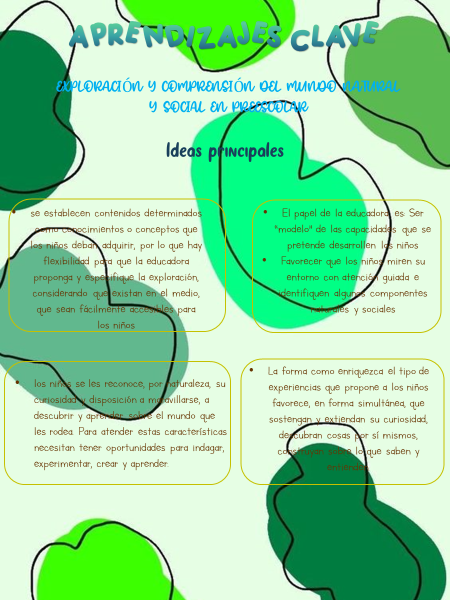 APRENDIZAJES CLAVE
EXPLORACIÓN Y COMPRENSIÓN DEL MUNDO NATURAL
Y SOCIAL EN PREESCOLAR
Ideas principales
• se establecen contenidos determinados
como conocimientos o conceptos que
los niños deban adquirir, por lo que hay
flexibilidad para que la educadora
proponga y especifique la exploración,
considerando que existan en el medio,
que sean fácilmente accesibles para
los niños
• El papel de la educadora es: Ser
"modelo" de las capacidades que se
pretende desarrollen los niños
• Favorecer que los niños miren su
entorno con atención guiada e
identifiquen algunos componentes
naturales y sociales
• los niños se les reconoce, por naturaleza, su
curiosidad y disposición a maravillarse, a
descubrir y aprender sobre el mundo que
les rodea. Para atender estas características
necesitan tener oportunidades para indagar,
experimentar, crear y aprender.
• La forma como enriquezca el tipo de
experiencias que propone a los niños
favorece, en forma simultánea, que
sostengan y extiendan su curiosidad,
descubran cosas por sí mismos,
construyan sobre lo que saben y
entienden